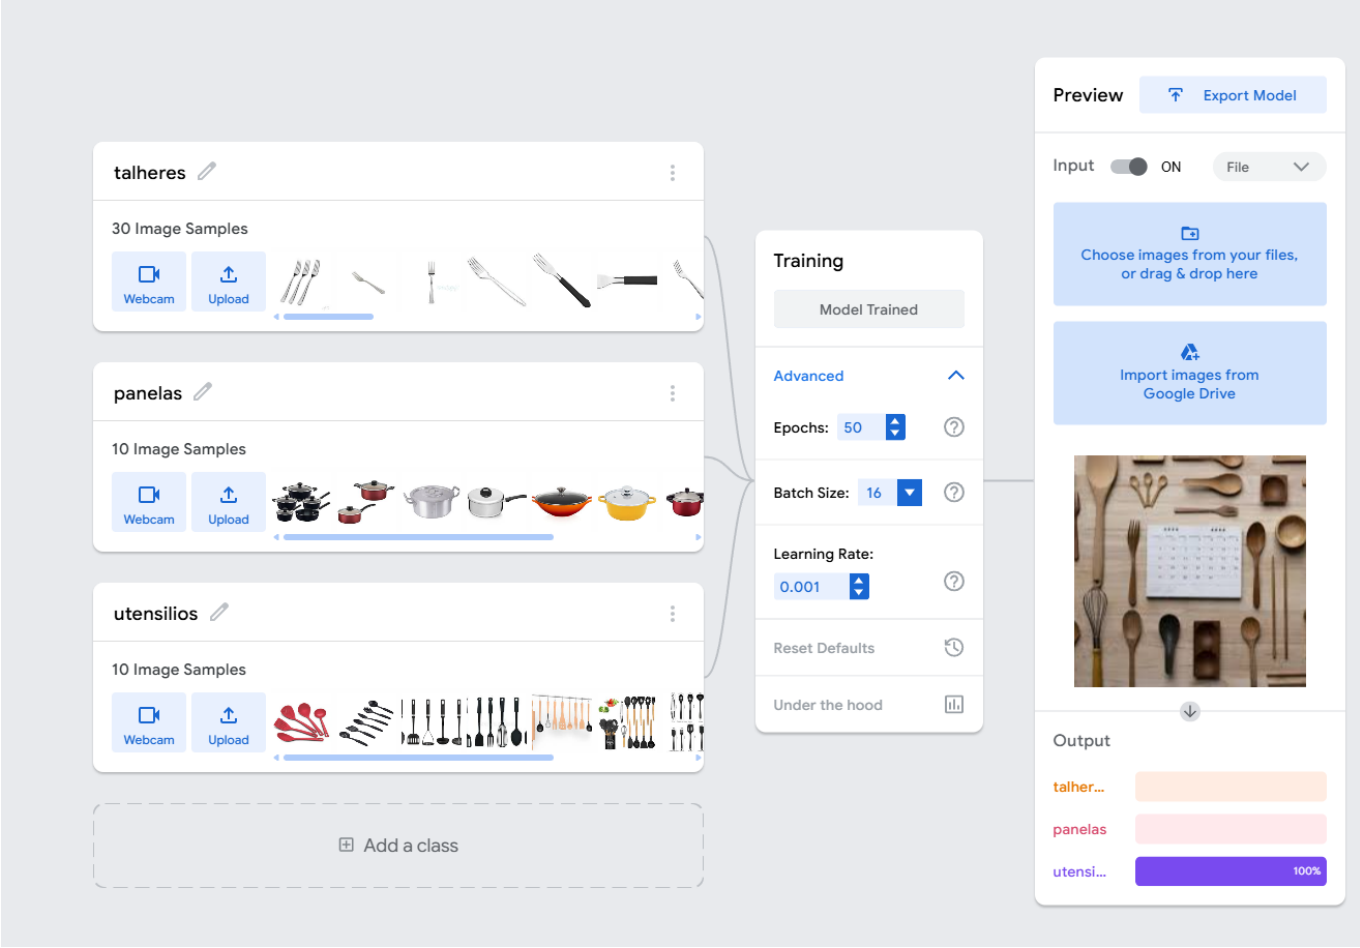 talheres
30 Image Samples
Webcam
Upload
panelas
10 Image Samples
Webcam
Upload
utensilios
10 Image Samples
Webcam
Upload
Add a class
Training
Model Trained
Advanced
Epochs: 50
Batch Size: 16
Learning Rate:
0.001
Reset Defaults
Under the hood
Preview
Export Model
Input ON File
Choose images from your files,
or drag & drop here
Import images from
Google Drive
Output
talher...
panelas
utensi... 100%